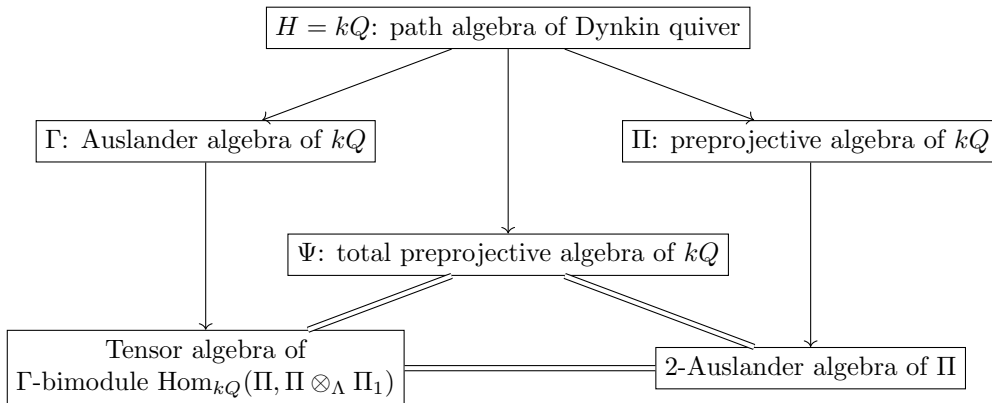 H = kQ: path algebra of Dynkin quiver
Γ: Auslander algebra of kQ
Π: preprojective algebra of kQ
Ψ: total preprojective algebra of kQ
Tensor algebra of
Γ-bimodule Hom_{kQ}(Π, Π ⊗_Λ Π_1)
2-Auslander algebra of Π